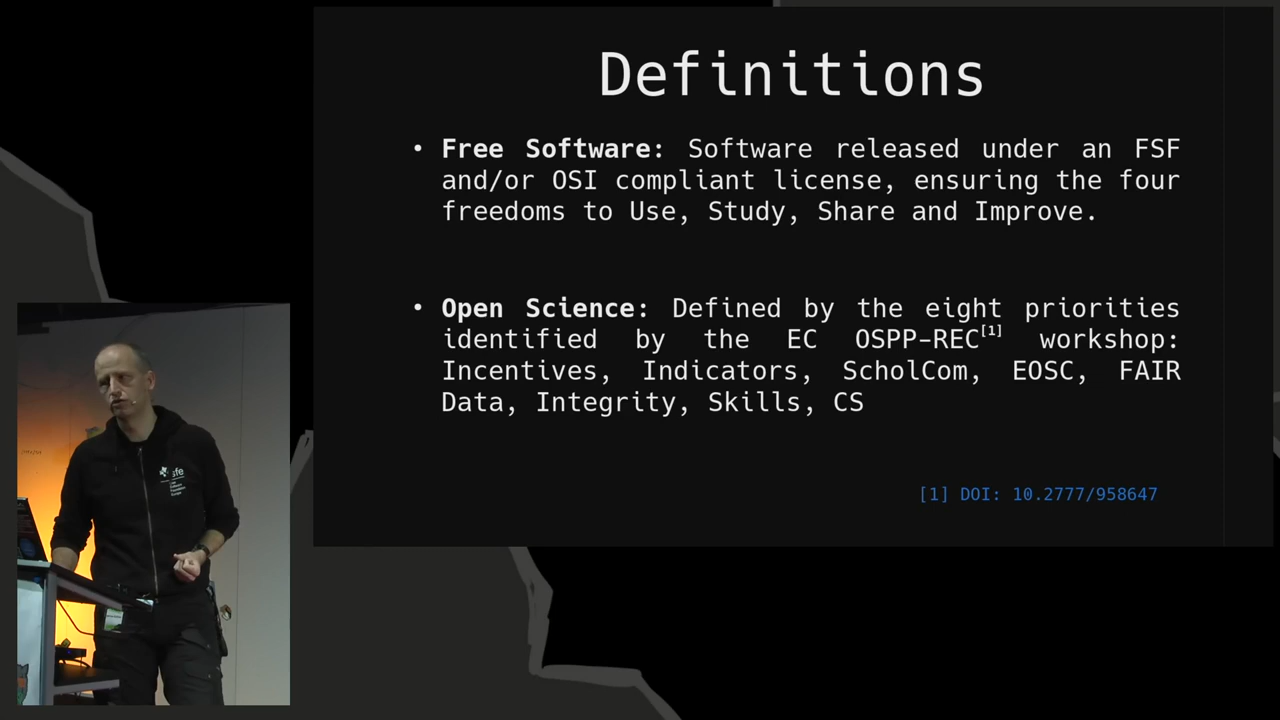 Definitions
• Free Software: Software released under an FSF
and/or OSI compliant license, ensuring the four
freedoms to Use, Study, Share and Improve.
• Open Science: Defined by the eight priorities
identified by the EC OSPP-REC[1] workshop:
Incentives, Indicators, ScholCom, EOSC, FAIR
Data, Integrity, Skills, CS
[1] DOI: 10.2777/958647
sfe